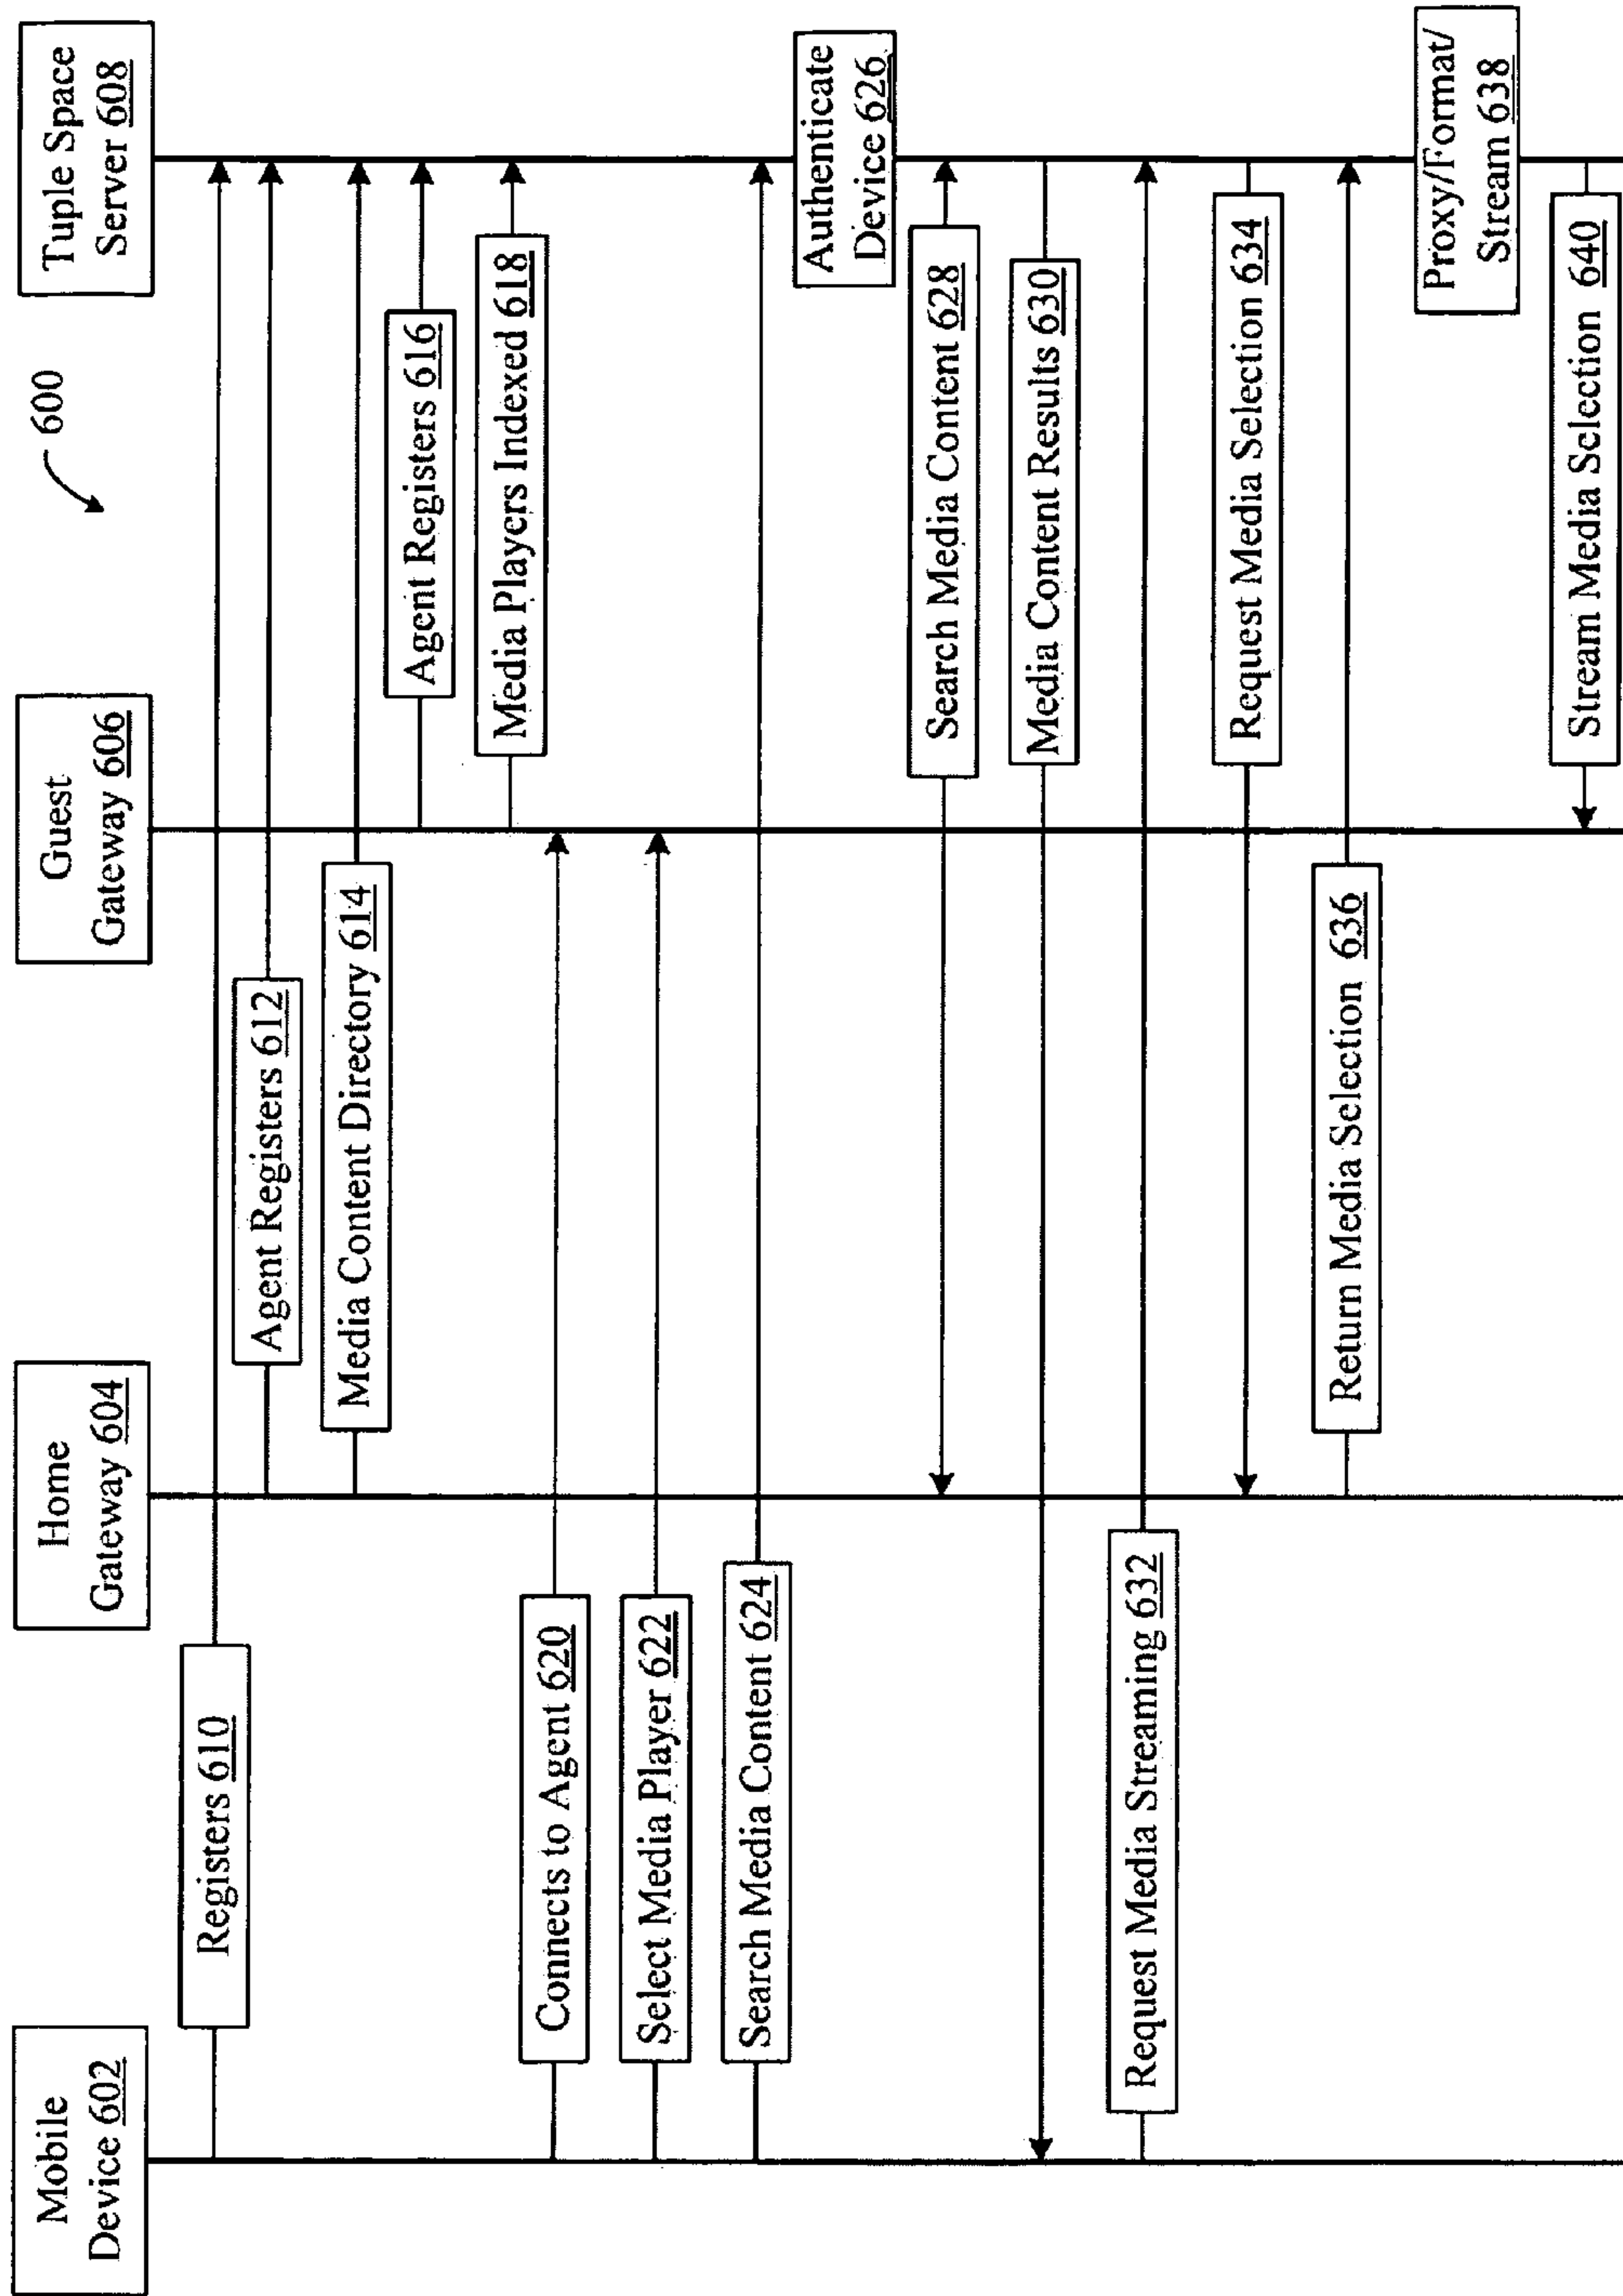 600
Mobile
Device 602
Home
Gateway 604
Guest
Gateway 606
Tuple Space
Server 608
Registers 610
Agent Registers 612
Media Content Directory 614
Agent Registers 616
Media Players Indexed 618
Connects to Agent 620
Select Media Player 622
Search Media Content 624
Authenticate
Device 626
Search Media Content 628
Media Content Results 630
Request Media Streaming 632
Request Media Selection 634
Return Media Selection 636
Proxy/Format/
Stream 638
Stream Media Selection 640